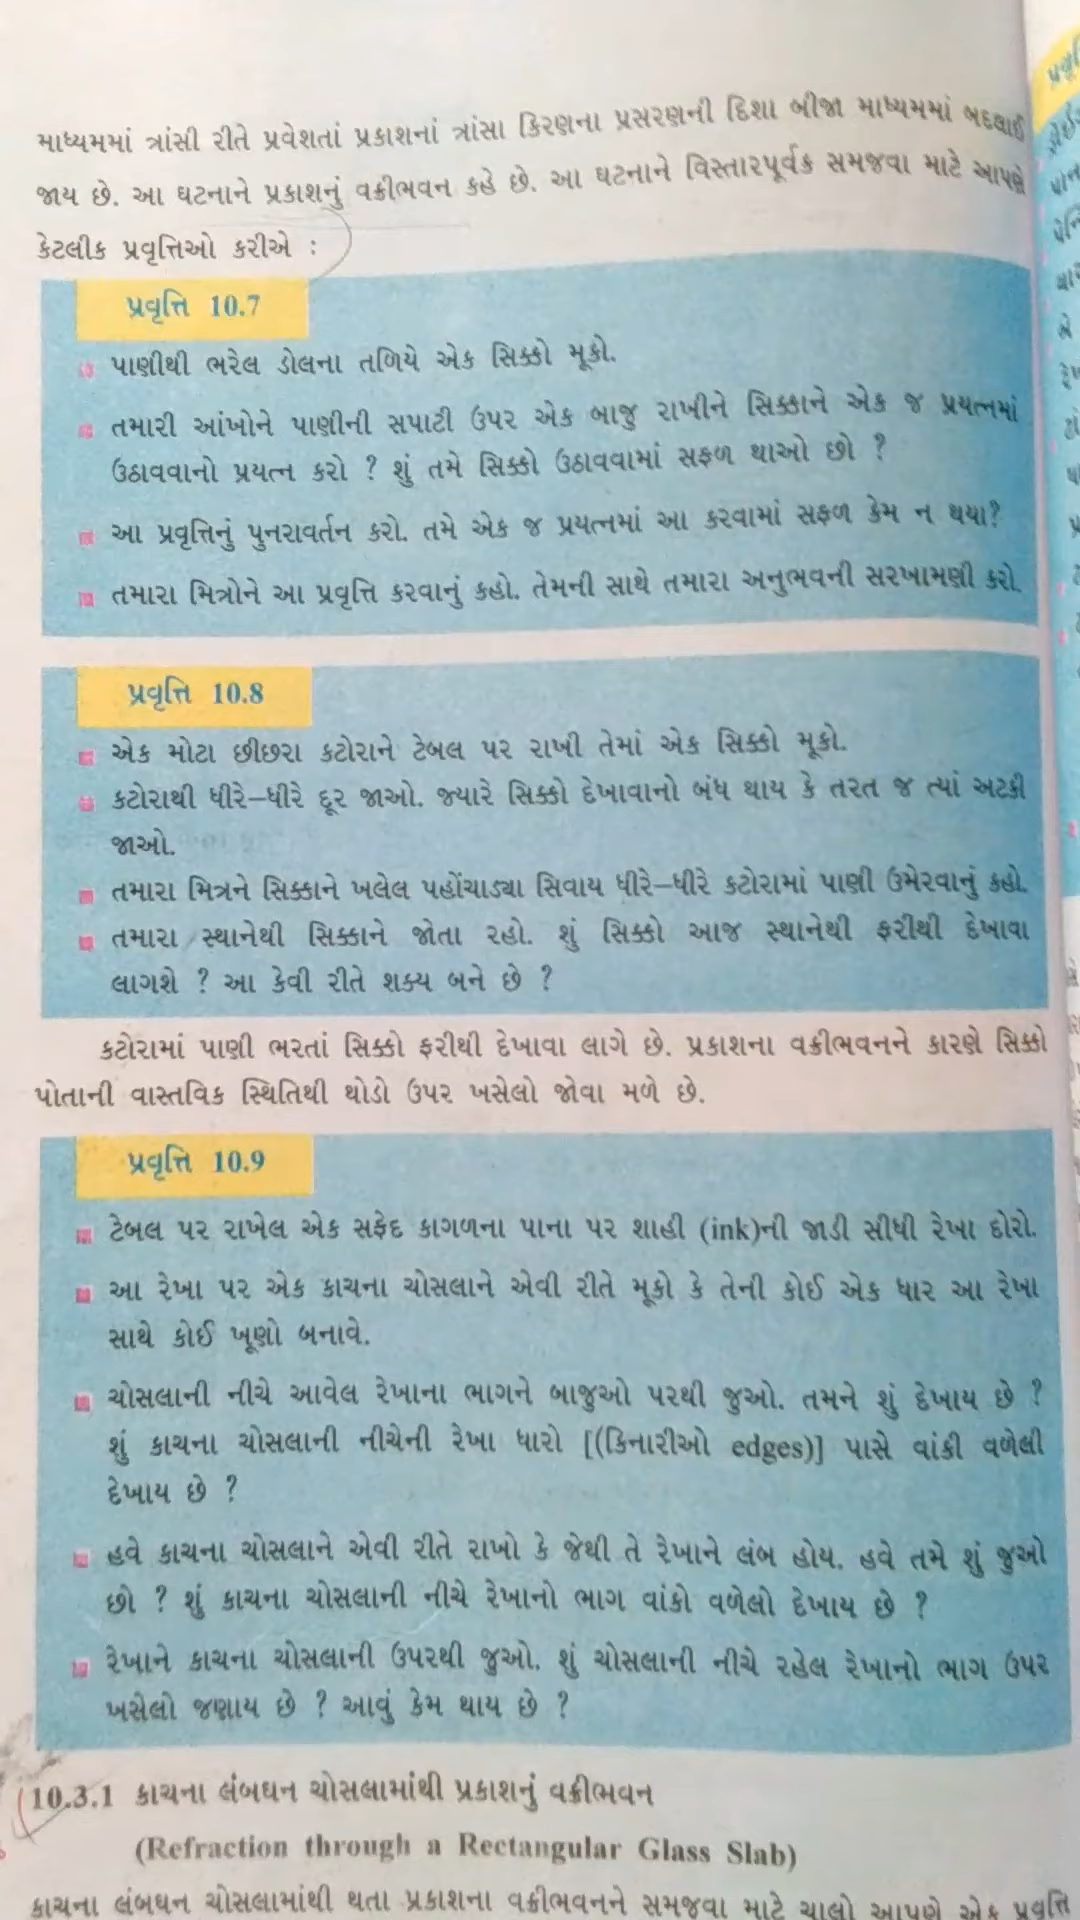 માધ્યમમાં ત્રાંસી રીતે પ્રવેશતાં પ્રકાશનાં ત્રાંસા કિરણના પ્રસરણની દિશા બીજા માધ્યમમાં બદલાઈ
જાય છે. આ ઘટનાને પ્રકાશનું વક્રીભવન કહે છે. આ ઘટનાને વિસ્તારપૂર્વક સમજવા માટે આપણે
કેટલીક પ્રવૃત્તિઓ કરીએ :
પ્રવૃત્તિ 10.7
પાણીથી ભરેલ ડોલના તળિયે એક સિક્કો મૂકો.
તમારી આંખોને પાણીની સપાટી ઉપર એક બાજુ રાખીને સિક્કાને એક જ પ્રયત્નમાં
ઉઠાવવાનો પ્રયત્ન કરો ? શું તમે સિક્કો ઉઠાવવામાં સફળ થાઓ છો ?
આ પ્રવૃત્તિનું પુનરાવર્તન કરો. તમે એક જ પ્રયત્નમાં આ કરવામાં સફળ કેમ ન થયા?
તમારા મિત્રોને આ પ્રવૃત્તિ કરવાનું કહો. તેમની સાથે તમારા અનુભવની સરખામણી કરો.
પ્રવૃત્તિ 10.8
એક મોટા છીછરા કટોરાને ટેબલ પર રાખી તેમાં એક સિક્કો મૂકો.
કટોરાથી ધીરે-ધીરે દૂર જાઓ. જ્યારે સિક્કો દેખાવાનો બંધ થાય કે તરત જ ત્યાં અટકી
જાઓ.
તમારા મિત્રને સિક્કાને ખલેલ પહોંચાડ્યા સિવાય ધીરે-ધીરે કટોરામાં પાણી ઉમેરવાનું કહો.
તમારા સ્થાનેથી સિક્કાને જોતા રહો. શું સિક્કો આજ સ્થાનેથી ફરીથી દેખાવા
લાગશે ? આ કેવી રીતે શક્ય બને છે ?
કટોરામાં પાણી ભરતાં સિક્કો ફરીથી દેખાવા લાગે છે. પ્રકાશના વક્રીભવનને કારણે સિક્કો
પોતાની વાસ્તવિક સ્થિતિથી થોડો ઉપર ખસેલો જોવા મળે છે.
પ્રવૃત્તિ 10.9
ટેબલ પર રાખેલ એક સફેદ કાગળના પાના પર શાહી (ink)ની જાડી સીધી રેખા દોરો.
આ રેખા પર એક કાચના ચોસલાને એવી રીતે મૂકો કે તેની કોઈ એક ધાર આ રેખા
સાથે કોઈ ખૂણો બનાવે.
ચોસલાની નીચે આવેલ રેખાના ભાગને બાજુઓ પરથી જુઓ. તમને શું દેખાય છે ?
શું કાચના ચોસલાની નીચેની રેખા ધારો [(કિનારીઓ edges)] પાસે વાંકી વળેલી
દેખાય છે ?
હવે કાચના ચોસલાને એવી રીતે રાખો કે જેથી તે રેખાને લંબ હોય. હવે તમે શું જુઓ
છો ? શું કાચના ચોસલાની નીચે રેખાનો ભાગ વાંકો વળેલો દેખાય છે ?
રેખાને કાચના ચોસલાની ઉપરથી જુઓ. શું ચોસલાની નીચે રહેલ રેખાનો ભાગ ઉપર
ખસેલો જણાય છે ? આવું કેમ થાય છે ?
10.3.1 કાચના લંબઘન ચોસલામાંથી પ્રકાશનું વક્રીભવન
(Refraction through a Rectangular Glass Slab)
કાચના લંબઘન ચોસલામાંથી થતા પ્રકાશના વક્રીભવનને સમજવા માટે ચાલો આપણે એક પ્રવૃત્તિ